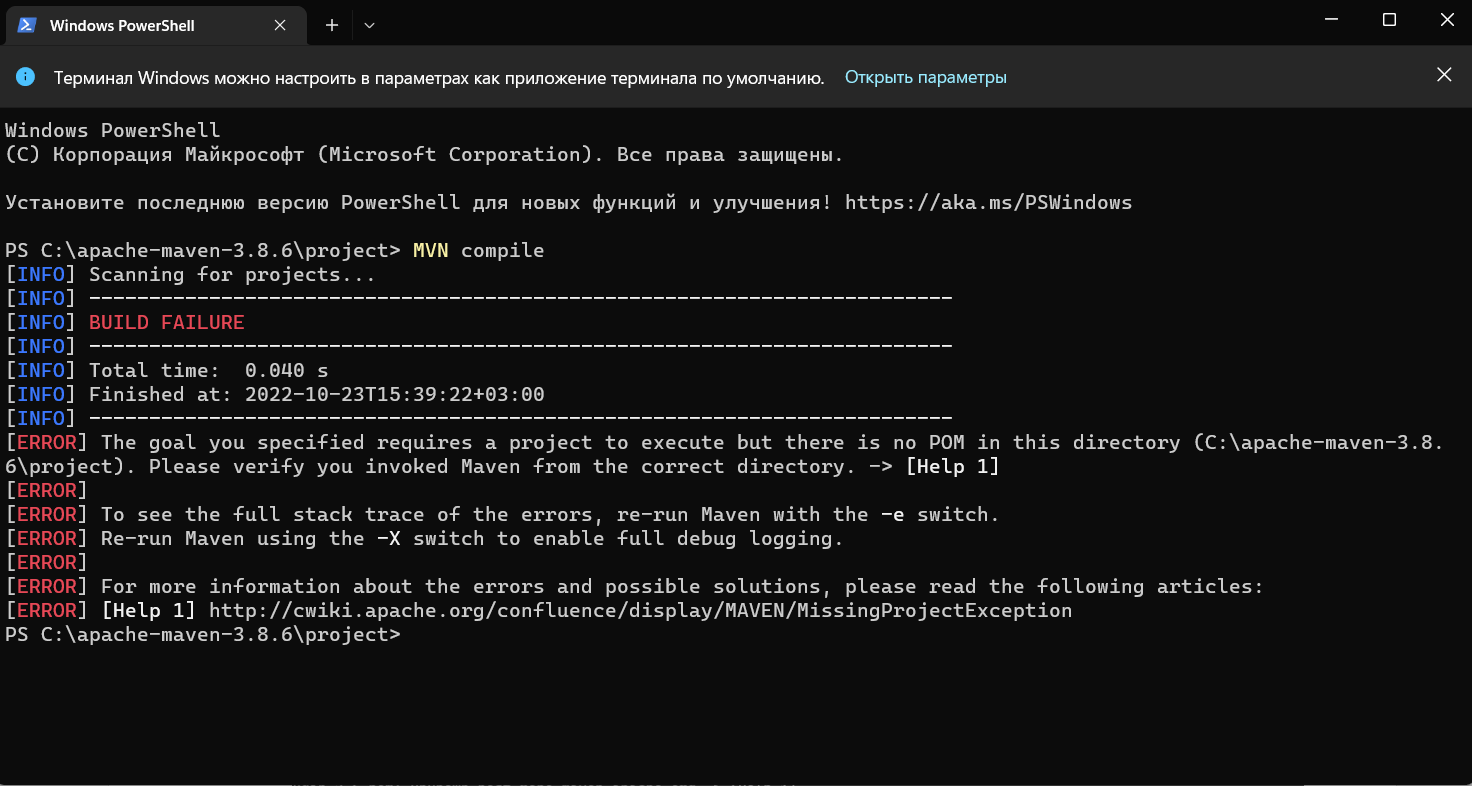 Windows PowerShell
Терминал Windows можно настроить в параметрах как приложение терминала по умолчанию. Открыть параметры
Windows PowerShell
(C) Корпорация Майкрософт (Microsoft Corporation). Все права защищены.
Установите последнюю версию PowerShell для новых функций и улучшения! https://aka.ms/PSWindows
PS C:\apache-maven-3.8.6\project> MVN compile
[INFO] Scanning for projects...
[INFO] ------------------------------------------------------------------------
[INFO] BUILD FAILURE
[INFO] ------------------------------------------------------------------------
[INFO] Total time:  0.040 s
[INFO] Finished at: 2022-10-23T15:39:22+03:00
[INFO] ------------------------------------------------------------------------
[ERROR] The goal you specified requires a project to execute but there is no POM in this directory (C:\apache-maven-3.8.
6\project). Please verify you invoked Maven from the correct directory. -> [Help 1]
[ERROR]
[ERROR] To see the full stack trace of the errors, re-run Maven with the -e switch.
[ERROR] Re-run Maven using the -X switch to enable full debug logging.
[ERROR]
[ERROR] For more information about the errors and possible solutions, please read the following articles:
[ERROR] [Help 1] http://cwiki.apache.org/confluence/display/MAVEN/MissingProjectException
PS C:\apache-maven-3.8.6\project>